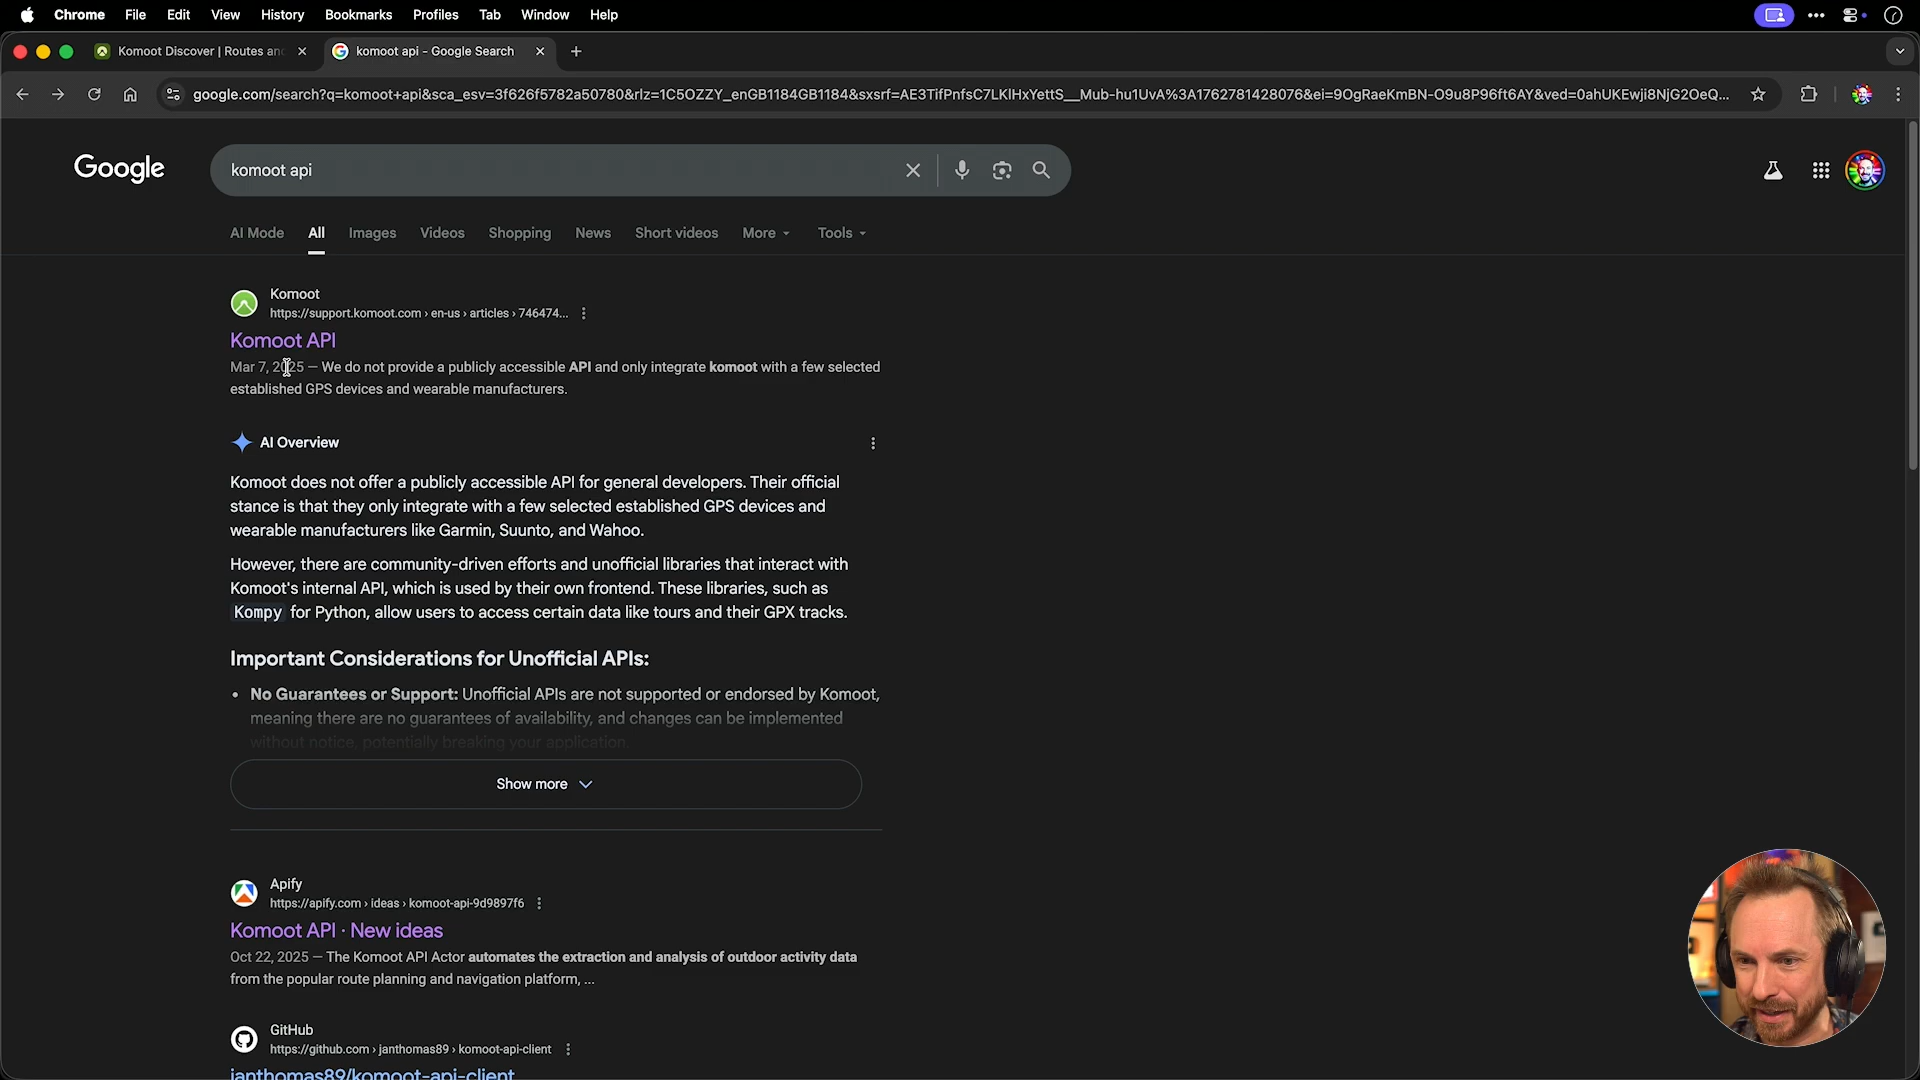 Chrome File Edit View History Bookmarks Profiles Tab Window Help
Komoot Discover | Routes an
komoot api - Google Search
google.com/search?q=komoot+api&sca_esv=3f626f5782a50780&rlz=1C5OZZY_enGB1184GB1184&sxsrf=AE3TifPnfsC7LKlHxYettS__Mub-hu1UvA%3A1762781428076&ei=9OgRaeKmBN-O9u8P96ft6AY&ved=0ahUKEwji8NjG2OeQ...
Google
komoot api
AI Mode All Images Videos Shopping News Short videos More Tools
Komoot
https://support.komoot.com › en-us › articles › 746474...
Komoot API
Mar 7, 2025 — We do not provide a publicly accessible API and only integrate komoot with a few selected
established GPS devices and wearable manufacturers.
AI Overview
Komoot does not offer a publicly accessible API for general developers. Their official
stance is that they only integrate with a few selected established GPS devices and
wearable manufacturers like Garmin, Suunto, and Wahoo.
However, there are community-driven efforts and unofficial libraries that interact with
Komoot's internal API, which is used by their own frontend. These libraries, such as
Kompy for Python, allow users to access certain data like tours and their GPX tracks.
Important Considerations for Unofficial APIs:
• No Guarantees or Support: Unofficial APIs are not supported or endorsed by Komoot,
meaning there are no guarantees of availability, and changes can be implemented
without notice, potentially breaking your application.
Show more
Apify
https://apify.com › ideas › komoot-api-9d9897f6
Komoot API · New ideas
Oct 22, 2025 — The Komoot API Actor automates the extraction and analysis of outdoor activity data
from the popular route planning and navigation platform, ...
GitHub
https://github.com › janthomas89 › komoot-api-client
janthomas89/komoot-api-client